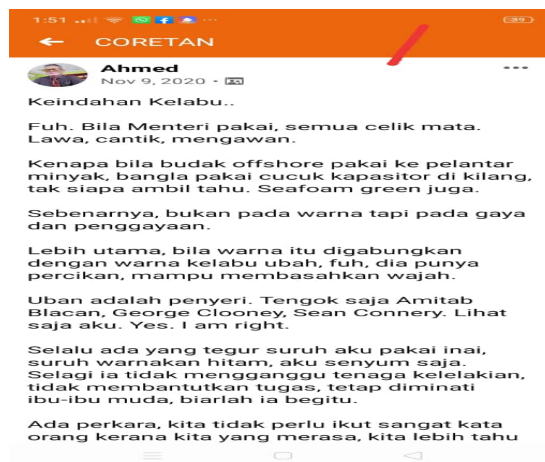 1:51
39
CORETAN
Ahmed
Nov 9, 2020 ·
Keindahan Kelabu..
Fuh. Bila Menteri pakai, semua celik mata.
Lawa, cantik, mengawan.
Kenapa bila budak offshore pakai ke pelantar
minyak, bangla pakai cucuk kapasitor di kilang,
tak siapa ambil tahu. Seafoam green juga.
Sebenarnya, bukan pada warna tapi pada gaya
dan penggayaan.
Lebih utama, bila warna itu digabungkan
dengan warna kelabu ubah, fuh, dia punya
percikan, mampu membasahkan wajah.
Uban adalah penyeri. Tengok saja Amitab
Blacan, George Clooney, Sean Connery. Lihat
saja aku. Yes. I am right.
Selalu ada yang tegur suruh aku pakai inai,
suruh warnakan hitam, aku senyum saja.
Selagi ia tidak mengganggu tenaga kelelakian,
tidak membantutkan tugas, tetap diminati
ibu-ibu muda, biarlah ia begitu.
Ada perkara, kita tidak perlu ikut sangat kata
orang kerana kita yang merasa, kita lebih tahu